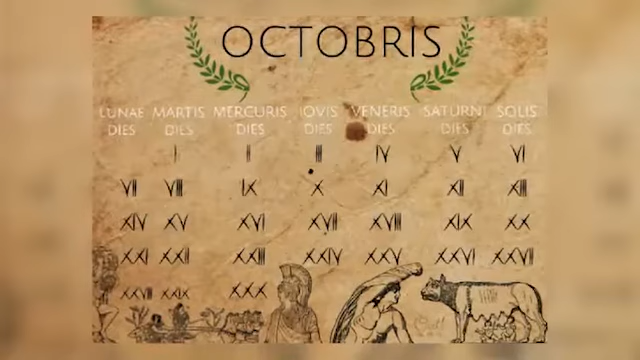 OCTOBRIS
LUNAE DIES MARTIS DIES MERCURIS DIES IOVIS DIES VENERIS DIES SATURNI DIES SOLIS DIES
I II III IV V VI
VII VIII IX X XI XII XIII
XIV XV XVI XVII XVIII XIX XX
XXI XXII XXIII XXIV XXV XXVI XXVII
XXVIII XXIX XXX